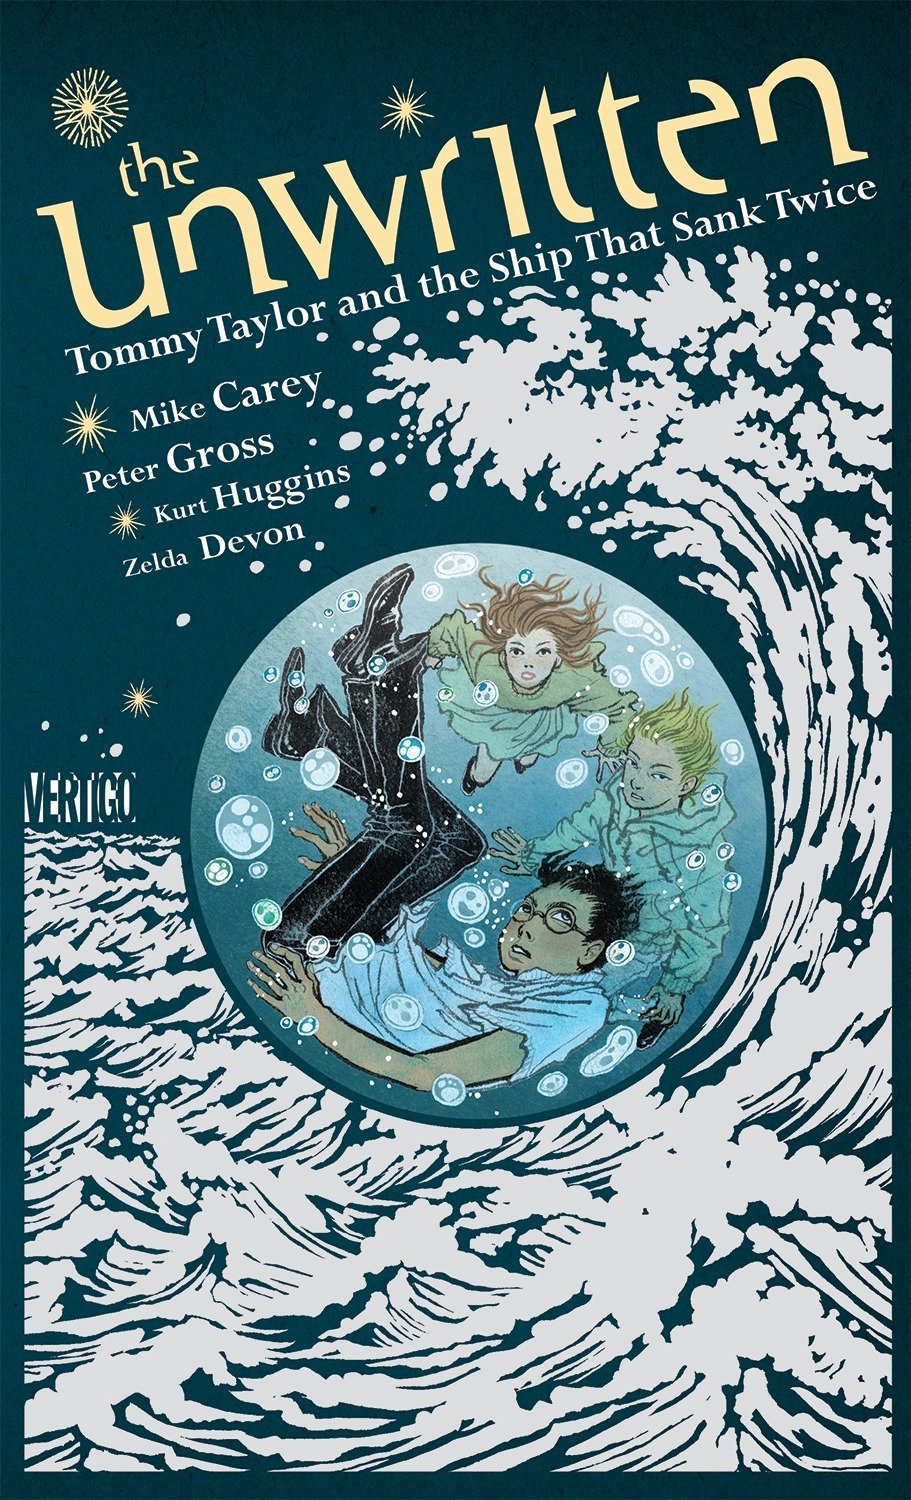 the
unwritten
Tommy Taylor and the Ship That Sank Twice
Mike Carey
Peter Gross
Kurt Huggins
Zelda Devon
VERTIGO